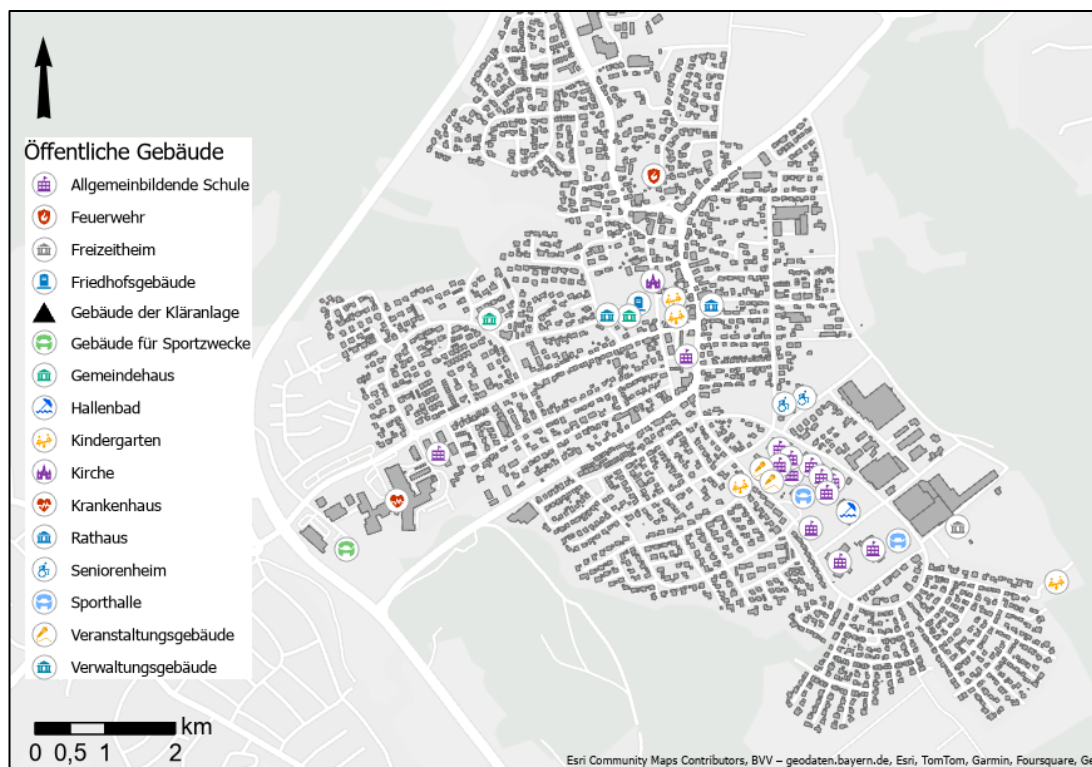 Öffentliche Gebäude
Allgemeinbildende Schule
Feuerwehr
Freizeitheim
Friedhofsgebäude
Gebäude der Kläranlage
Gebäude für Sportzwecke
Gemeindehaus
Hallenbad
Kindergarten
Kirche
Krankenhaus
Rathaus
Seniorenheim
Sporthalle
Veranstaltungsgebäude
Verwaltungsgebäude
km
0 0,5 1 2
Esri Community Maps Contributors, BVV – geodaten.bayern.de, Esri, TomTom, Garmin, Foursquare, Ge